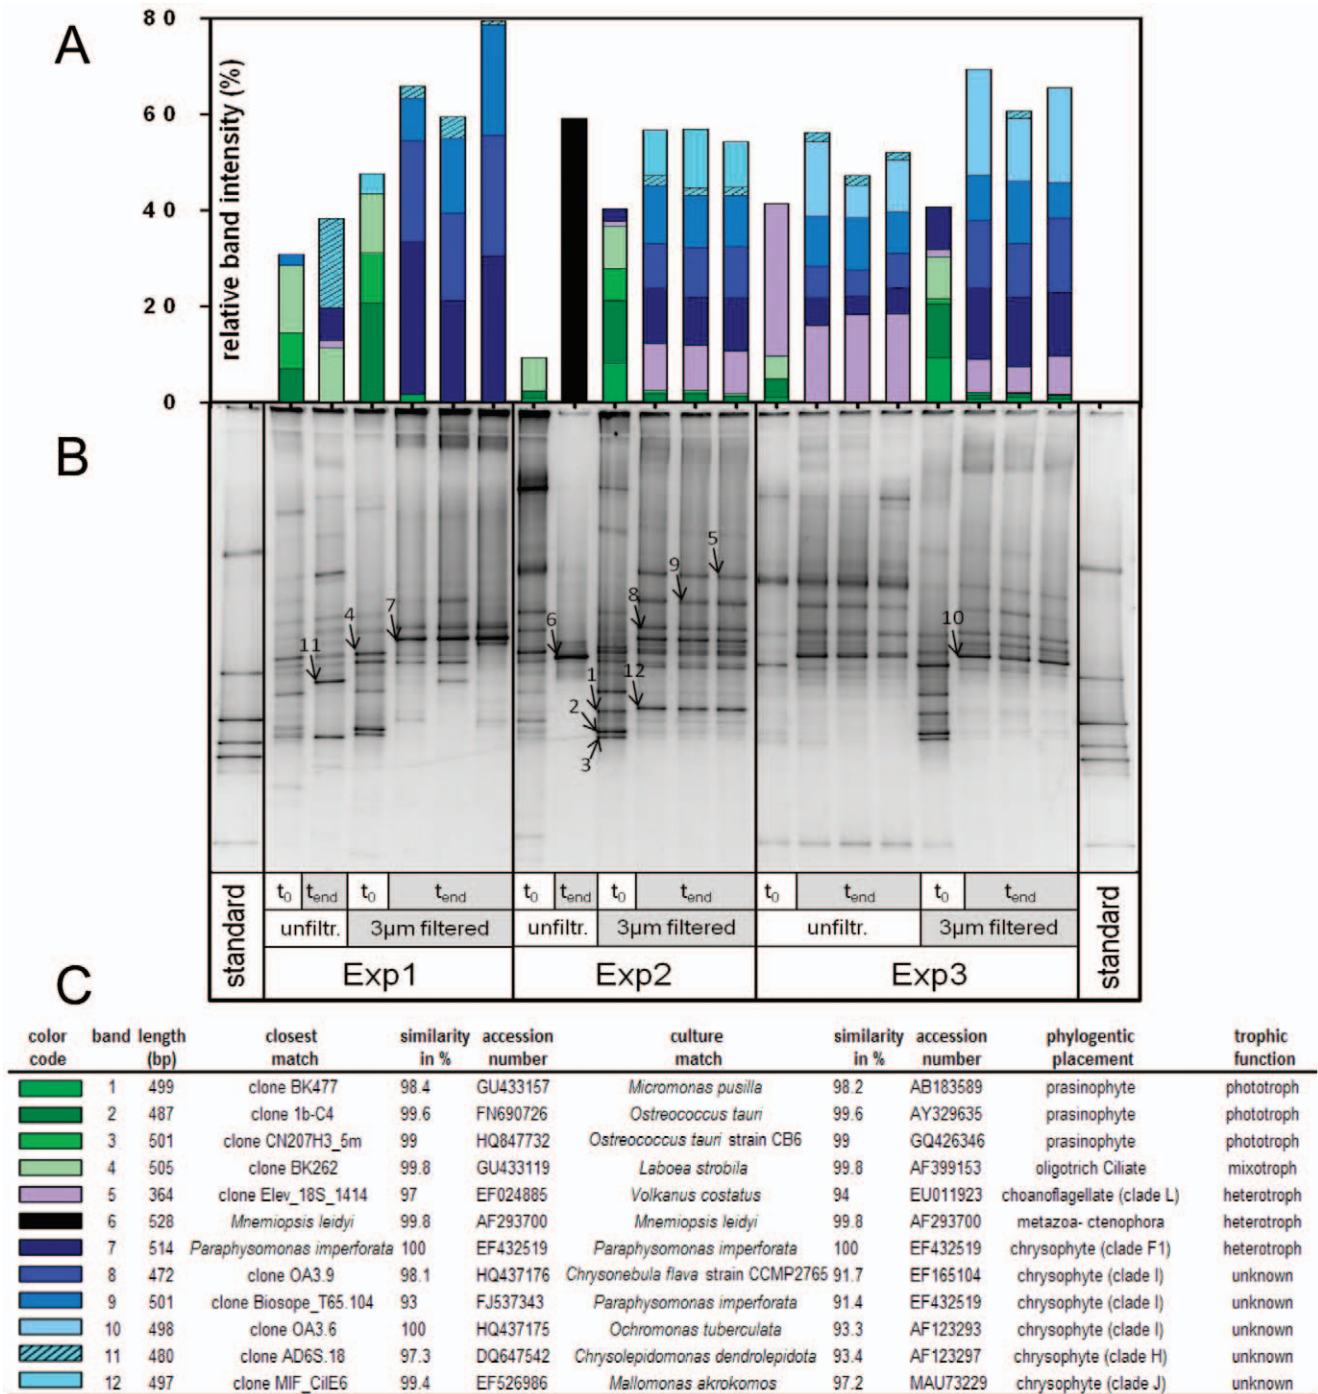 A
relative band intensity (%)
80
60
40
20
0
B
11
4
7
6
1
2
3
12
8
9
5
10
standard
t0 tend t0 tend
t0 tend t0 tend
t0 tend t0 tend
unfiltr. 3µm filtered
unfiltr. 3µm filtered
unfiltr. 3µm filtered
Exp1 Exp2 Exp3
standard
C
color code band length (bp) closest match similarity in % accession number culture match similarity in % accession number phylogentic placement trophic function
1 499 clone BK477 98.4 GU433157 Micromonas pusilla 98.2 AB183589 prasinophyte phototroph
2 487 clone 1b-C4 99.6 FN690726 Ostreococcus tauri 99.6 AY329635 prasinophyte phototroph
3 501 clone CN207H3_5m 99 HQ847732 Ostreococcus tauri strain CB6 99 GQ426346 prasinophyte phototroph
4 505 clone BK262 99.8 GU433119 Laboea strobila 99.8 AF399153 oligotrich Ciliate mixotroph
5 364 clone Elev_18S_1414 97 EF024885 Volkanus costatus 94 EU011923 choanoflagellate (clade L) heterotroph
6 528 Mnemiopsis leidyi 99.8 AF293700 Mnemiopsis leidyi 99.8 AF293700 metazoa- ctenophora heterotroph
7 514 Paraphysomonas imperforata 100 EF432519 Paraphysomonas imperforata 100 EF432519 chrysophyte (clade F1) heterotroph
8 472 clone OA3.9 98.1 HQ437176 Chrysonebula flava strain CCMP2765 91.7 EF165104 chrysophyte (clade I) unknown
9 501 clone Biosope_T65.104 93 FJ537343 Paraphysomonas imperforata 91.4 EF432519 chrysophyte (clade I) unknown
10 498 clone OA3.6 100 HQ437175 Ochromonas tuberculata 93.3 AF123293 chrysophyte (clade I) unknown
11 480 clone AD6S.18 97.3 DQ647542 Chrysolepidomonas dendrolepidota 93.4 AF123297 chrysophyte (clade H) unknown
12 497 clone MIF_CilE6 99.4 EF526986 Mallomonas akrokomos 97.2 MAU73229 chrysophyte (clade J) unknown